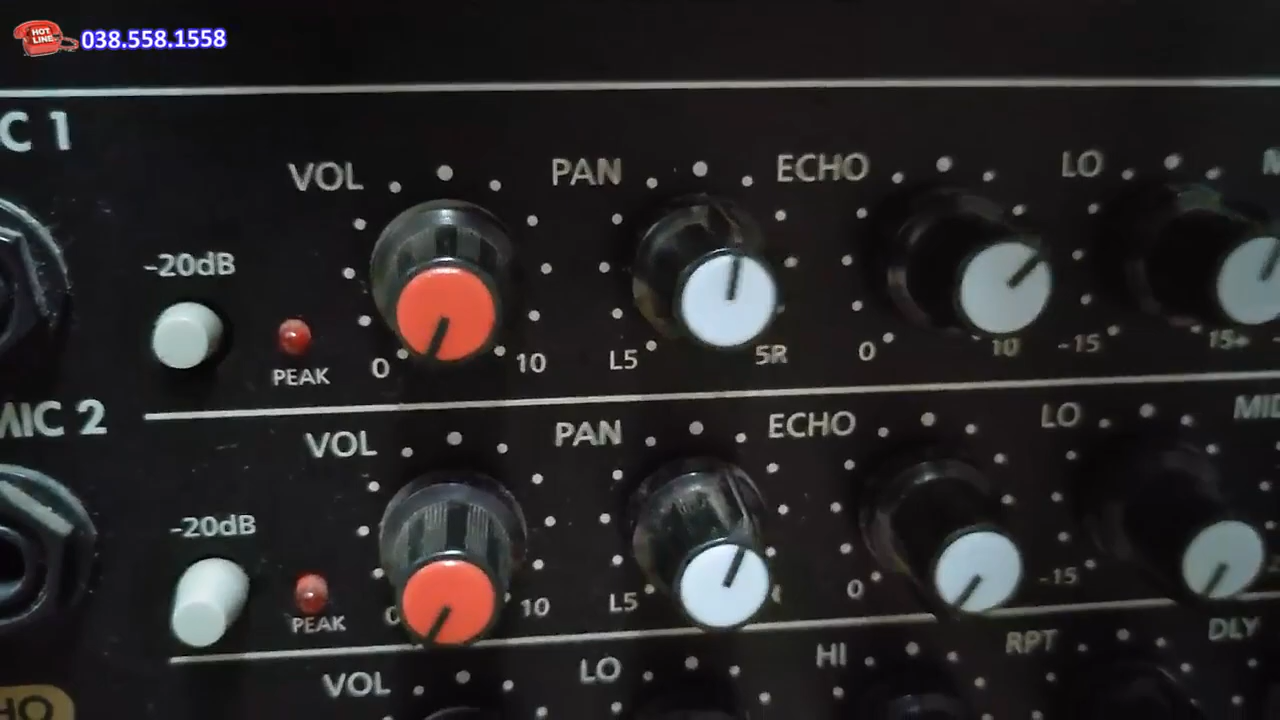 HOT LINE 038.558.1558
C 1
VOL PAN ECHO LO
-20dB
PEAK 0 10 L5 5R 0 10 -15 15+
MIC 2
VOL PAN ECHO LO
-20dB
PEAK 0 10 L5 0 -15
VOL LO HI RPT DLY